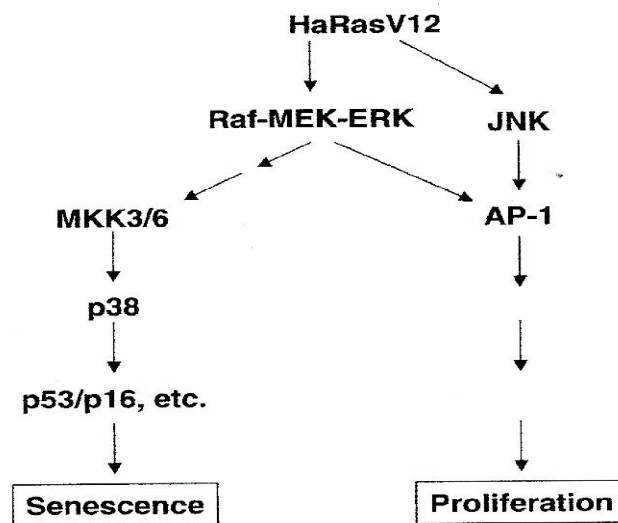 HaRasV12
Raf-MEK-ERK JNK
MKK3/6 AP-1
p38
p53/p16, etc.
Senescence Proliferation